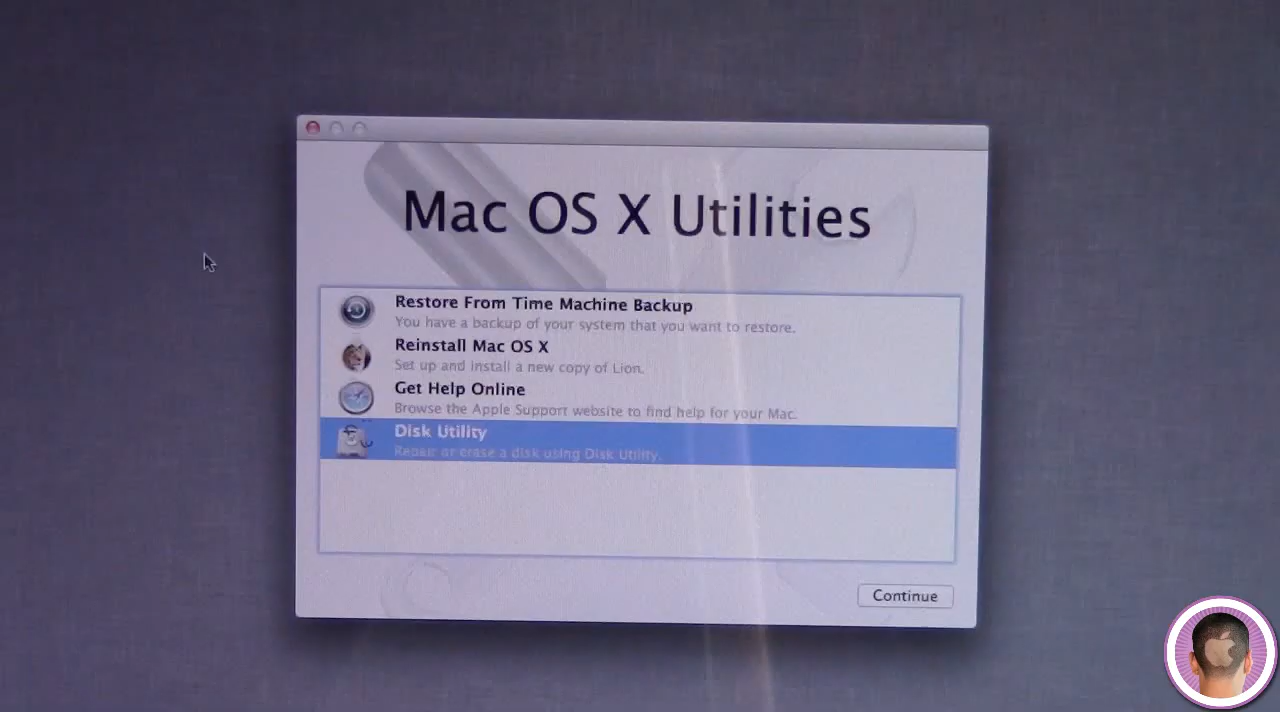 Mac OS X Utilities
Restore From Time Machine Backup
You have a backup of your system that you want to restore.
Reinstall Mac OS X
Set up and install a new copy of Lion.
Get Help Online
Browse the Apple Support website to find help for your Mac.
Disk Utility
Repair or erase a disk using Disk Utility.
Continue